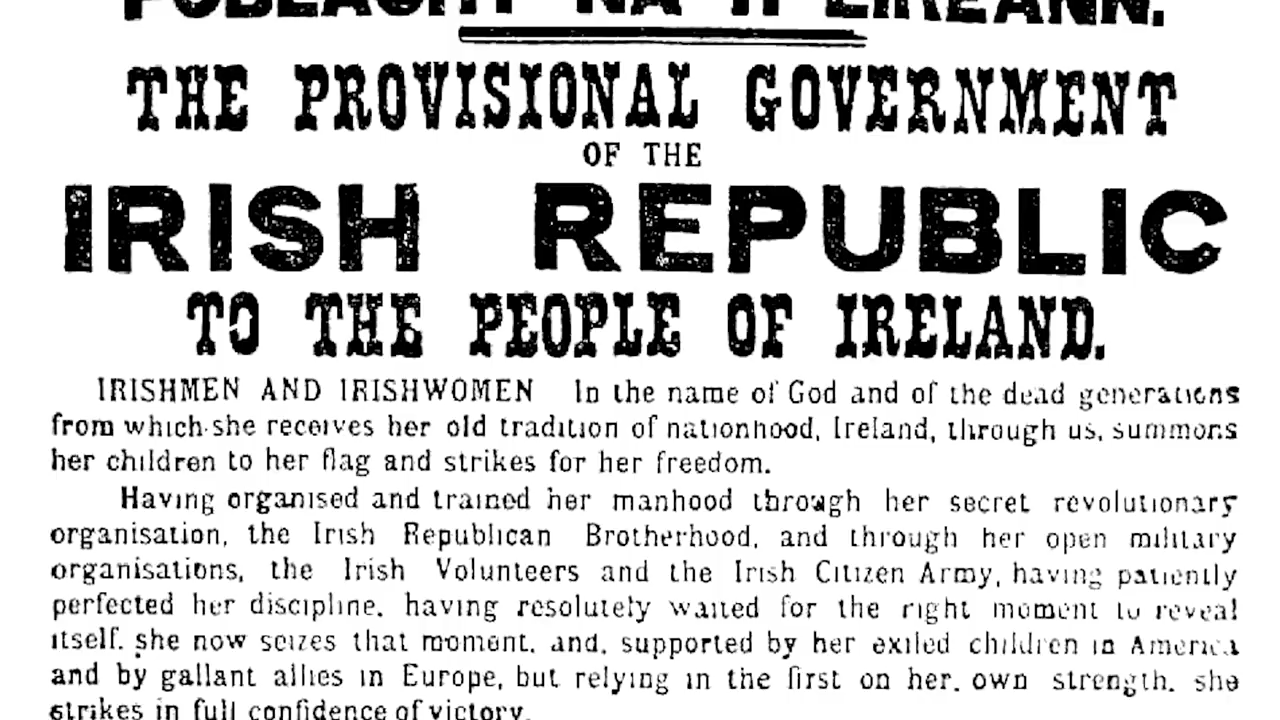 POBLACHT NA H EIREANN.
THE PROVISIONAL GOVERNMENT
OF THE
IRISH REPUBLIC
TO THE PEOPLE OF IRELAND.
IRISHMEN AND IRISHWOMEN In the name of God and of the dead generations
from which she receives her old tradition of nationhood, Ireland, through us, summons
her children to her flag and strikes for her freedom.
Having organised and trained her manhood through her secret revolutionary
organisation, the Irish Republican Brotherhood, and through her open military
organisations, the Irish Volunteers and the Irish Citizen Army, having patiently
perfected her discipline, having resolutely waited for the right moment to reveal
itself, she now seizes that moment, and, supported by her exiled children in America
and by gallant allies in Europe, but relying in the first on her own strength, she
strikes in full confidence of victory.